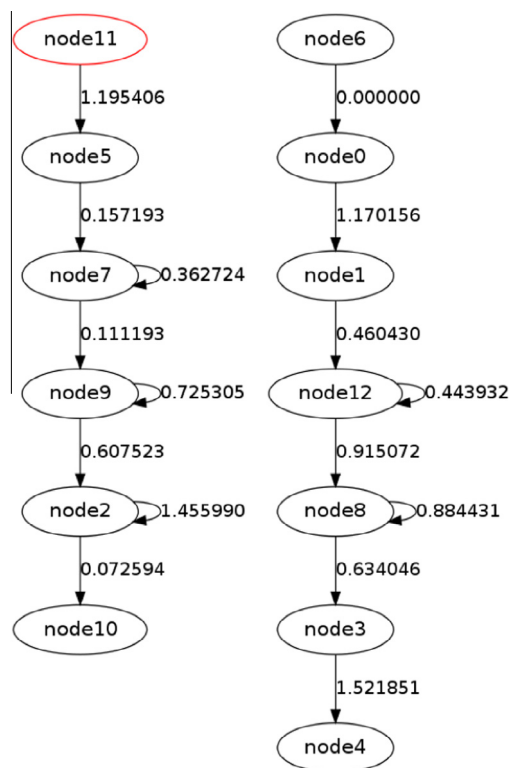 node11
1.195406
node5
0.157193
node7
0.362724
0.111193
node9
0.725305
0.607523
node2
1.455990
0.072594
node10
node6
0.000000
node0
1.170156
node1
0.460430
node12
0.443932
0.915072
node8
0.884431
0.634046
node3
1.521851
node4